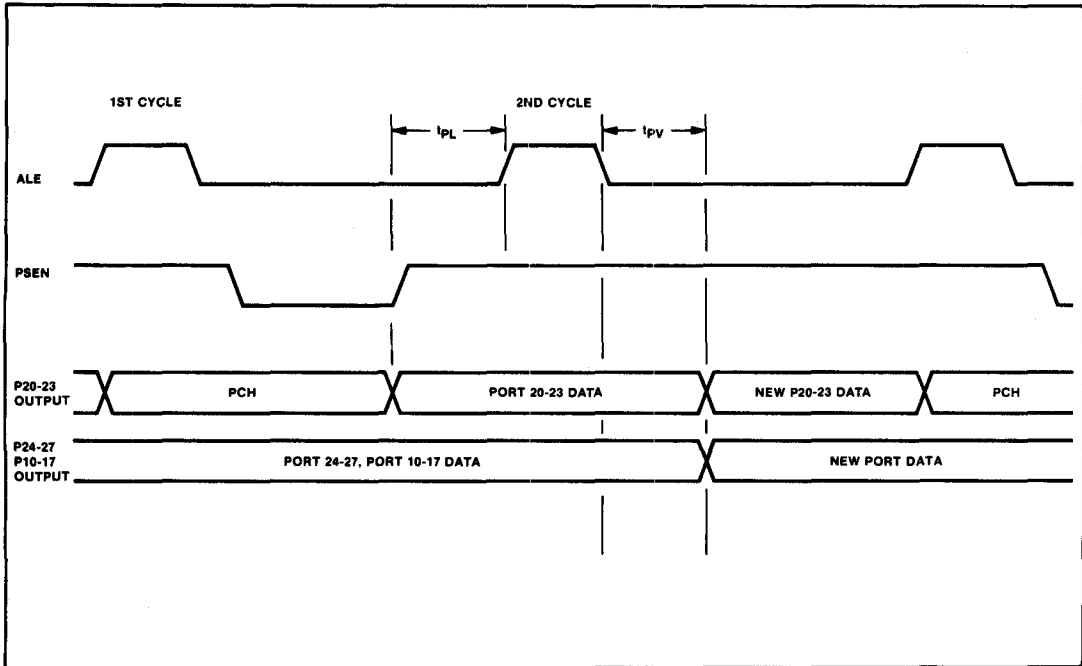 1ST CYCLE
2ND CYCLE
tPL
tPV
ALE
PSEN
P20-23
OUTPUT
PCH
PORT 20-23 DATA
NEW P20-23 DATA
PCH
P24-27
P10-17
OUTPUT
PORT 24-27, PORT 10-17 DATA
NEW PORT DATA